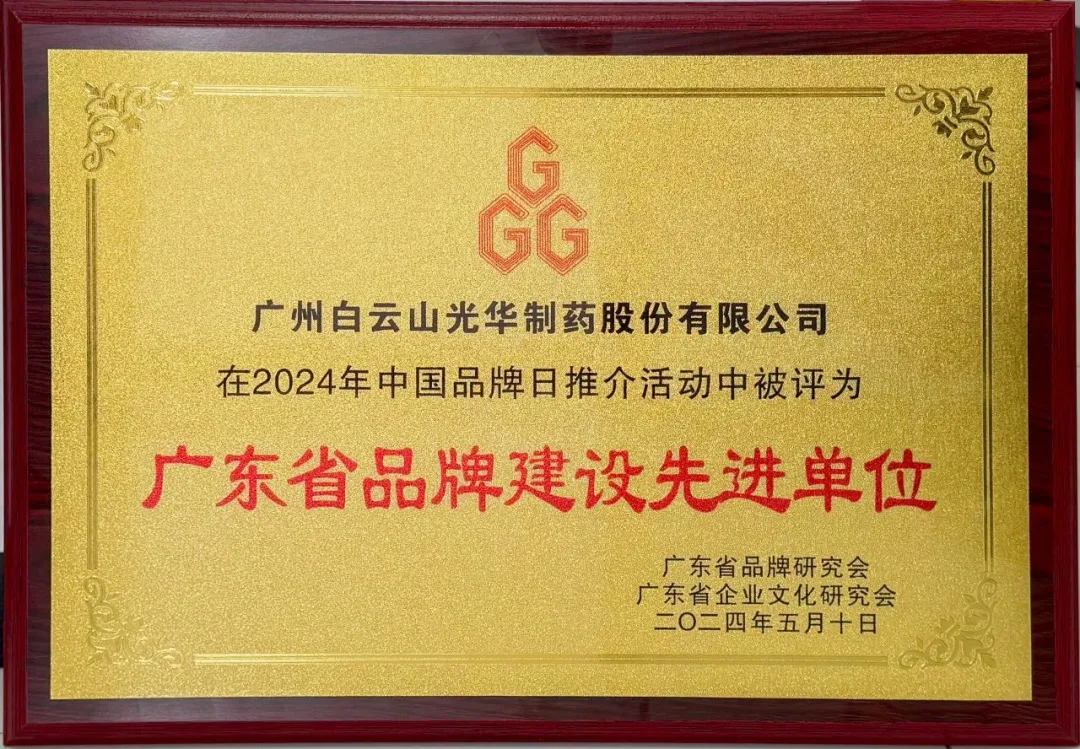 G
GG
广州白云山光华制药股份有限公司
在2024年中国品牌日推介活动中被评为
广东省品牌建设先进单位
广东省品牌研究会
广东省企业文化研究会
二〇二四年五月十日